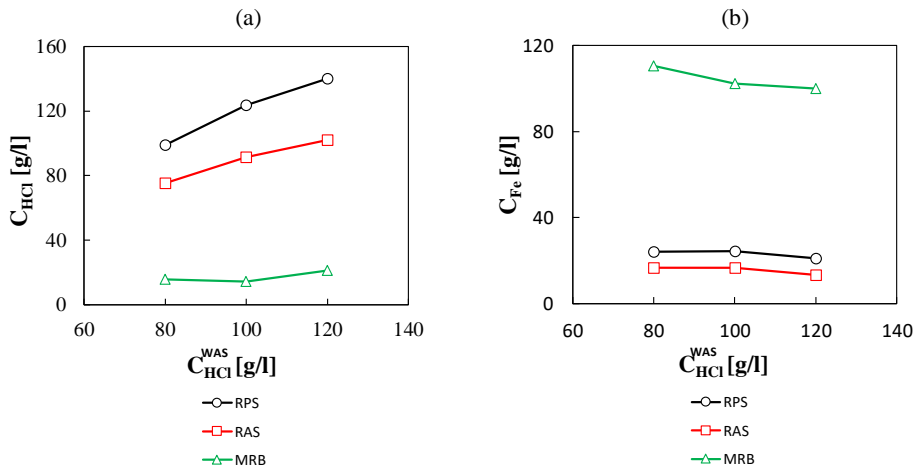 (a)
160
120
80
40
0
60 80 100 120 140
C_HCl [g/l]
C_HCl^WAS [g/l]
RPS
RAS
MRB
(b)
120
80
40
0
60 80 100 120 140
C_Fe [g/l]
C_HCl^WAS [g/l]
RPS
RAS
MRB